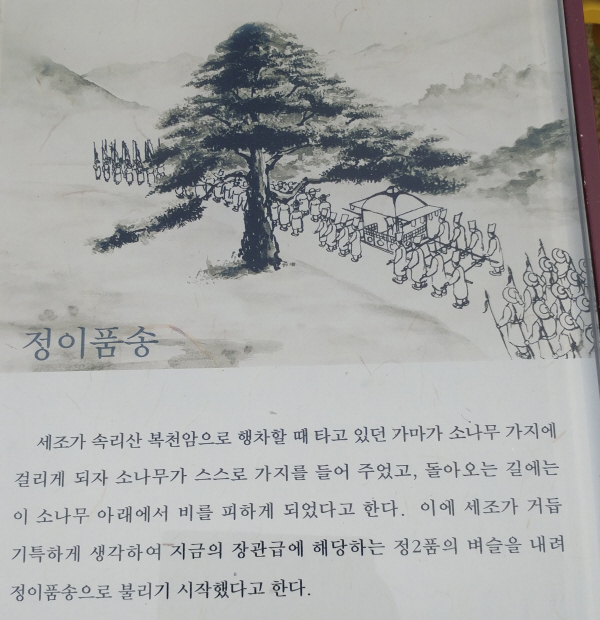 정이품송
세조가 속리산 복천암으로 행차할 때 타고 있던 가마가 소나무 가지에
걸리게 되자 소나무가 스스로 가지를 들어 주었고, 돌아오는 길에는
이 소나무 아래에서 비를 피하게 되었다고 한다. 이에 세조가 거듭
기특하게 생각하여 지금의 장관급에 해당하는 정2품의 벼슬을 내려
정이품송으로 불리기 시작했다고 한다.